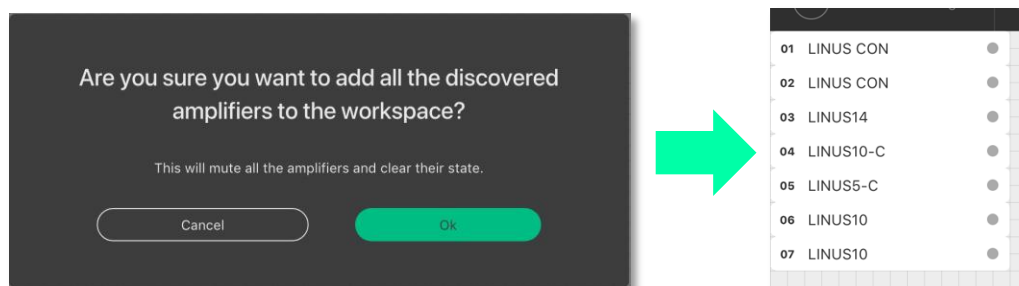 Are you sure you want to add all the discovered
amplifiers to the workspace?
This will mute all the amplifiers and clear their state.
Cancel
Ok
01 LINUS CON
02 LINUS CON
03 LINUS14
04 LINUS10-C
05 LINUS5-C
06 LINUS10
07 LINUS10